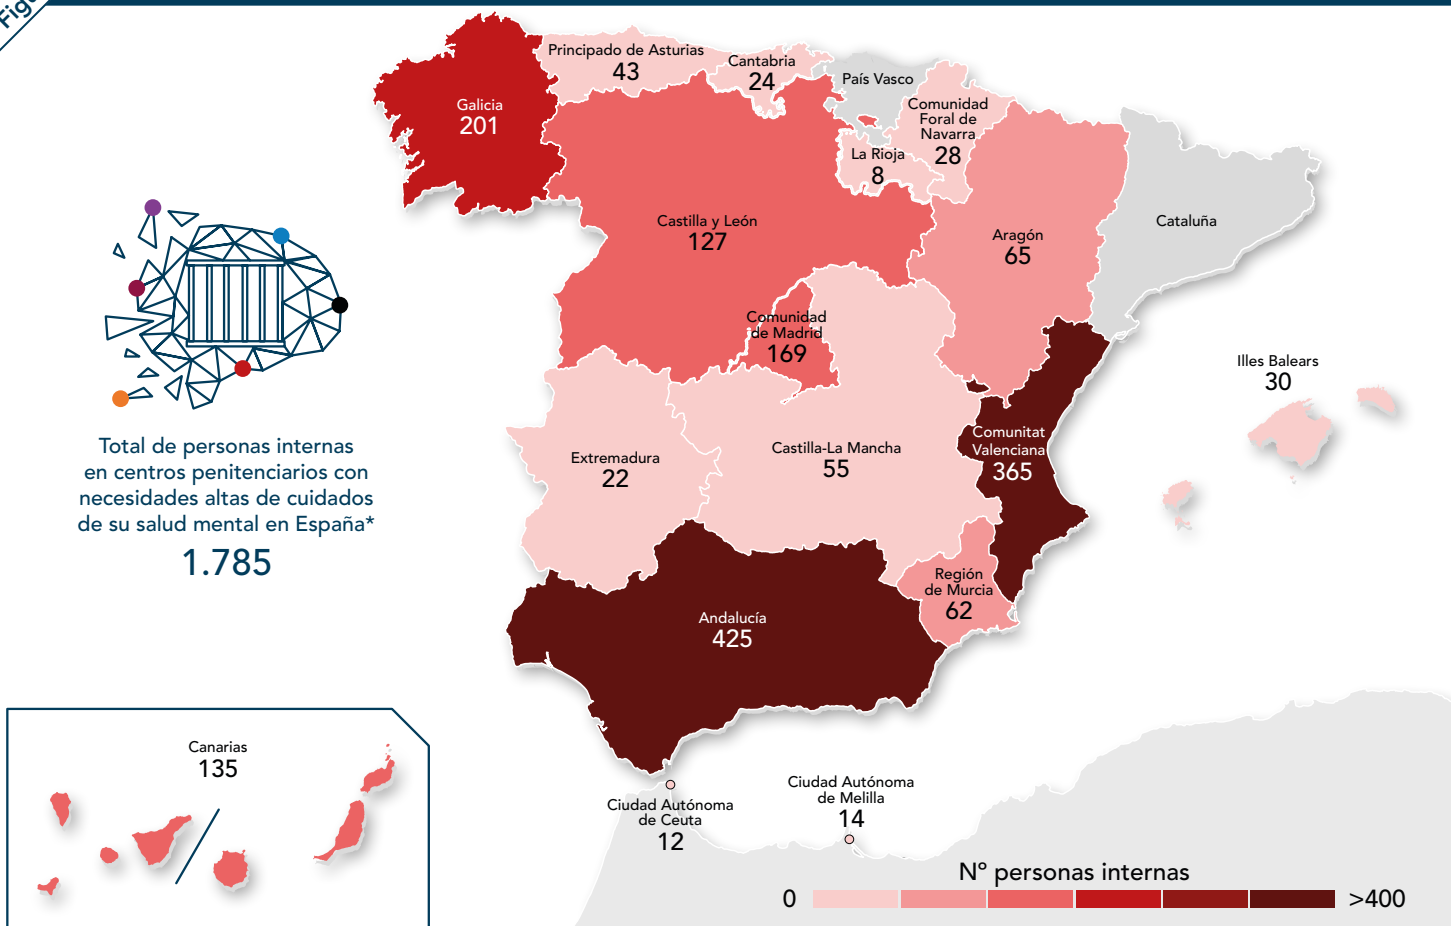 Principado de Asturias
43
Cantabria
24
País Vasco
Comunidad
Foral de
Navarra
28
Galicia
201
La Rioja
8
Castilla y León
127
Aragón
65
Cataluña
Comunidad
de Madrid
169
Illes Balears
30
Total de personas internas
en centros penitenciarios con
necesidades altas de cuidados
de su salud mental en España*
1.785
Extremadura
22
Castilla-La Mancha
55
Comunitat
Valenciana
365
Región
de Murcia
62
Andalucía
425
Canarias
135
Ciudad Autónoma
de Ceuta
12
Ciudad Autónoma
de Melilla
14
Nº personas internas
0
>400